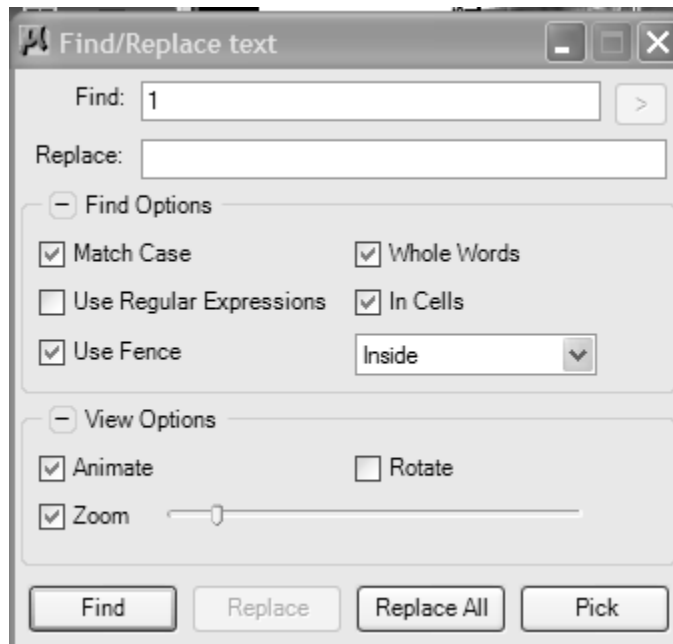 Find/Replace text
Find: 1 >
Replace:
Find Options
Match Case Whole Words
Use Regular Expressions In Cells
Use Fence Inside
View Options
Animate Rotate
Zoom
Find Replace Replace All Pick